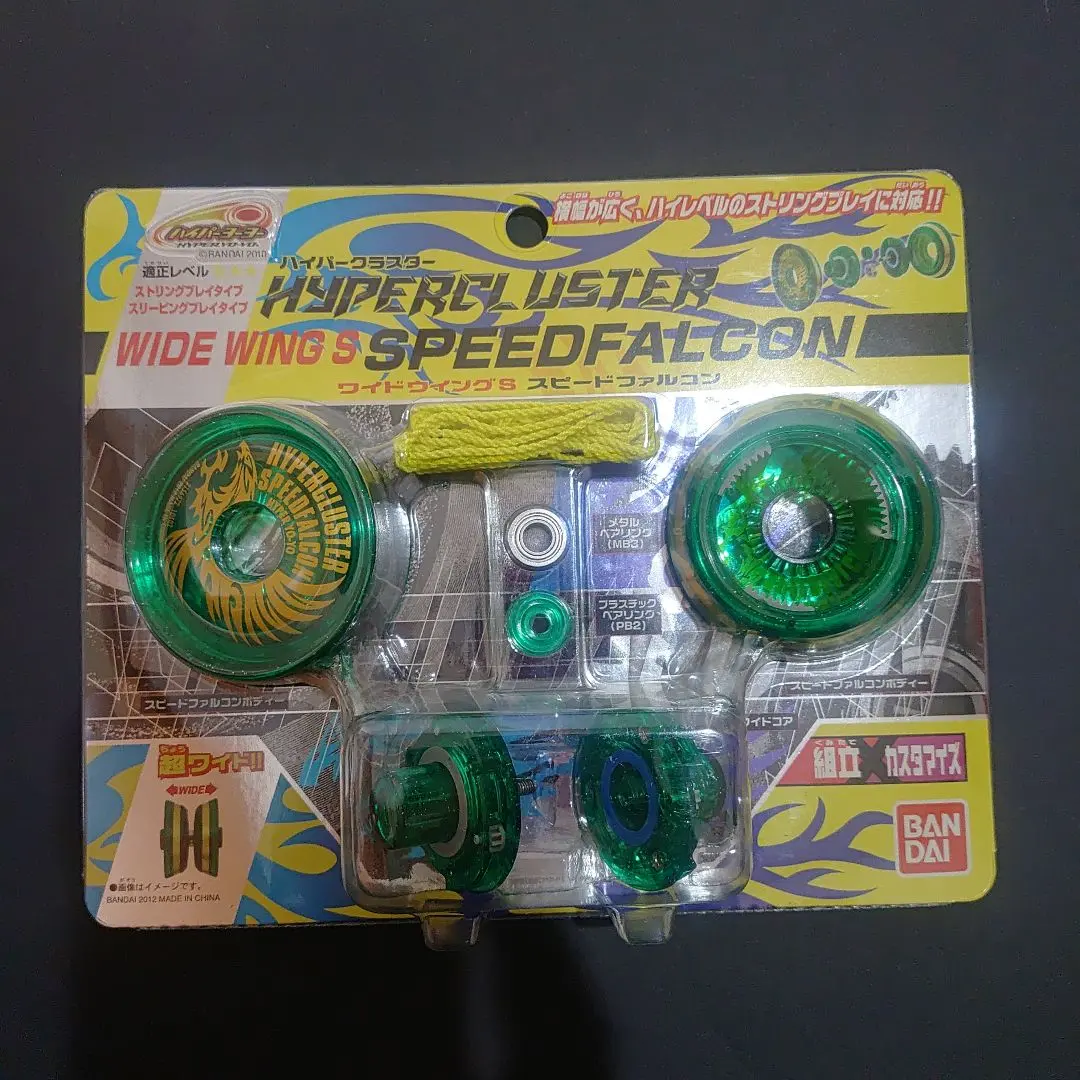 横幅が広く、ハイレベルのストリングプレイに対応!!
ハイパーヨーヨー
HYPER YO-YO
©BANDAI 2010
適正レベル
ストリングプレイタイプ
スリーピングプレイタイプ
ハイパークラスター
HYPERCLUSTER
WIDE WING S SPEEDFALCON
ワイドウイングS スピードファルコン
HYPERCLUSTER
SPEEDFALCON
メタル
ベアリング
(MB3)
プラスチック
ベアリング
(PB2)
スピードファルコンボディー
スピードファルコンボディー
ワイドコア
超ワイド!!
WIDE
組立×カスタマイズ
BAN
DAI
●画像はイメージです。
BANDAI 2012 MADE IN CHINA